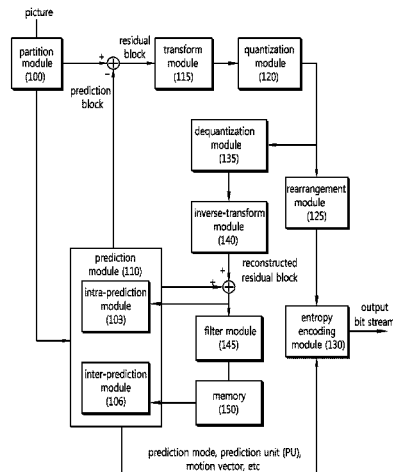 picture
partition
module
(100)
+
−
residual
block
prediction
block
transform
module
(115)
quantization
module
(120)
dequantization
module
(135)
rearrangement
module
(125)
inverse-transform
module
(140)
prediction
module (110)
+
+
reconstructed
residual block
intra-prediction
module
(103)
filter module
(145)
entropy
encoding
module (130)
output
bit stream
inter-prediction
module
(106)
memory
(150)
prediction mode, prediction unit (PU),
motion vector, etc